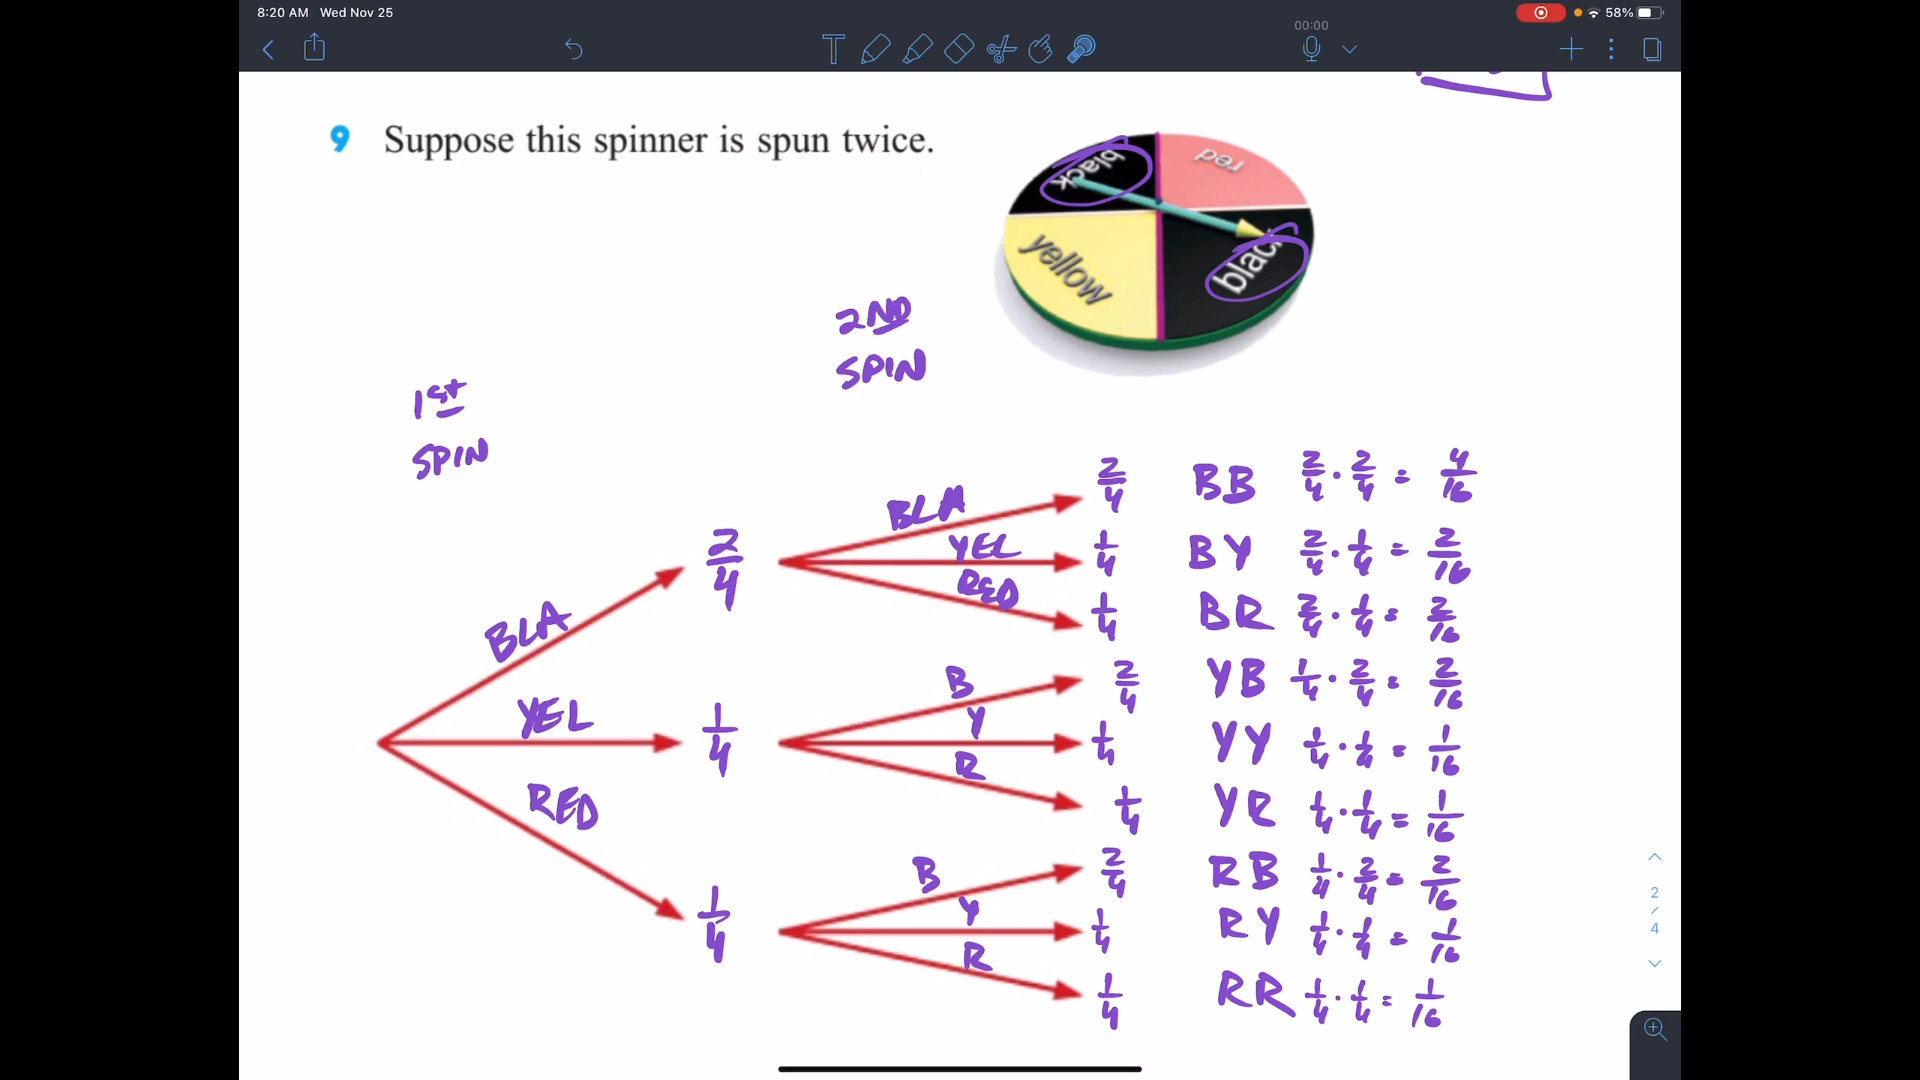 8:20 AM Wed Nov 25
58%
00:00
9 Suppose this spinner is spun twice.
black
red
yellow
black
2ND
SPIN
1st
SPIN
BLA 2/4
YEL 1/4
RED 1/4
BLA 2/4 BB 2/4 · 2/4 = 4/16
YEL 1/4 BY 2/4 · 1/4 = 2/16
RED 1/4 BR 2/4 · 1/4 = 2/16
B 2/4 YB 1/4 · 2/4 = 2/16
Y 1/4 YY 1/4 · 1/4 = 1/16
R 1/4 YR 1/4 · 1/4 = 1/16
B 2/4 RB 1/4 · 2/4 = 2/16
Y 1/4 RY 1/4 · 1/4 = 1/16
R 1/4 RR 1/4 · 1/4 = 1/16
2
/
4